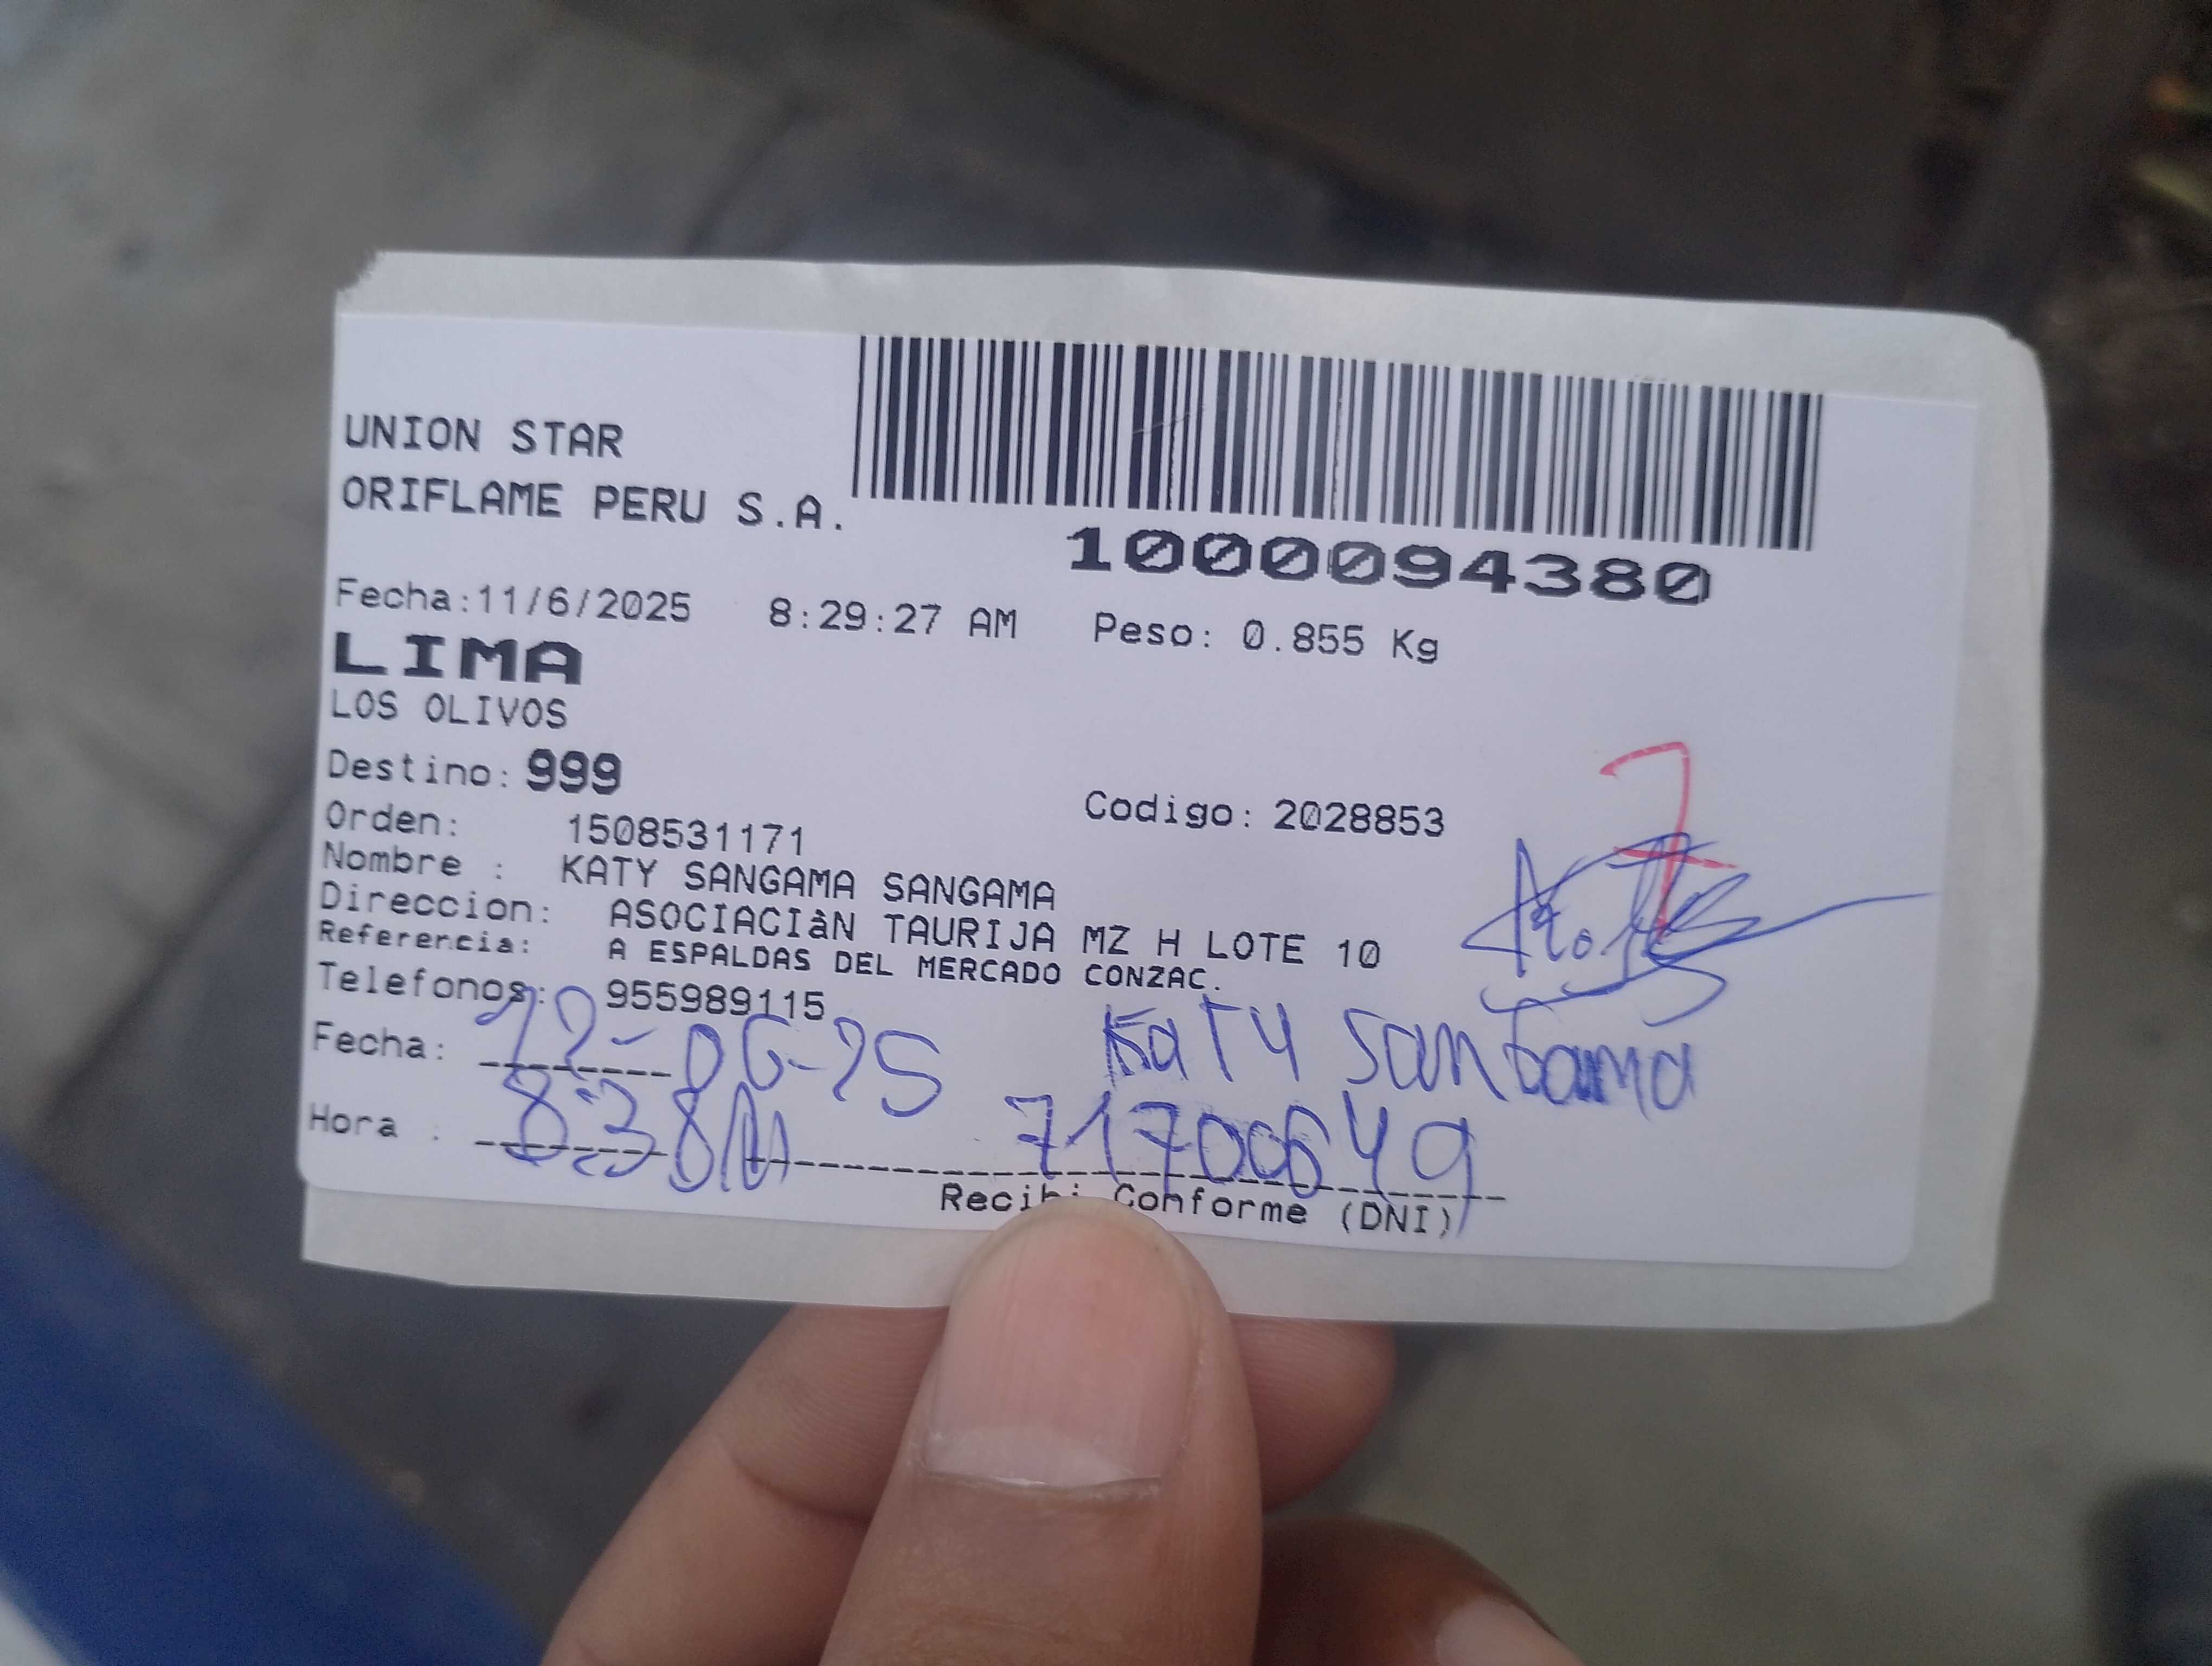 UNION STAR
ORIFLAME PERU S.A.
1000094380
Fecha:11/6/2025 8:29:27 AM Peso: 0.855 Kg
LIMA
LOS OLIVOS
Destino: 999
Codigo: 2028853
7
Orden: 1508531171
Nombre : KATY SANGAMA SANGAMA
Direccion: ASOCIACIàN TAURIJA MZ H LOTE 10
Referencia: A ESPALDAS DEL MERCADO CONZAC.
Telefonos: 955989115
Fecha: 12-06-25 Katy Sangama
Hora : 8:38 71700649
Recibi Conforme (DNI)